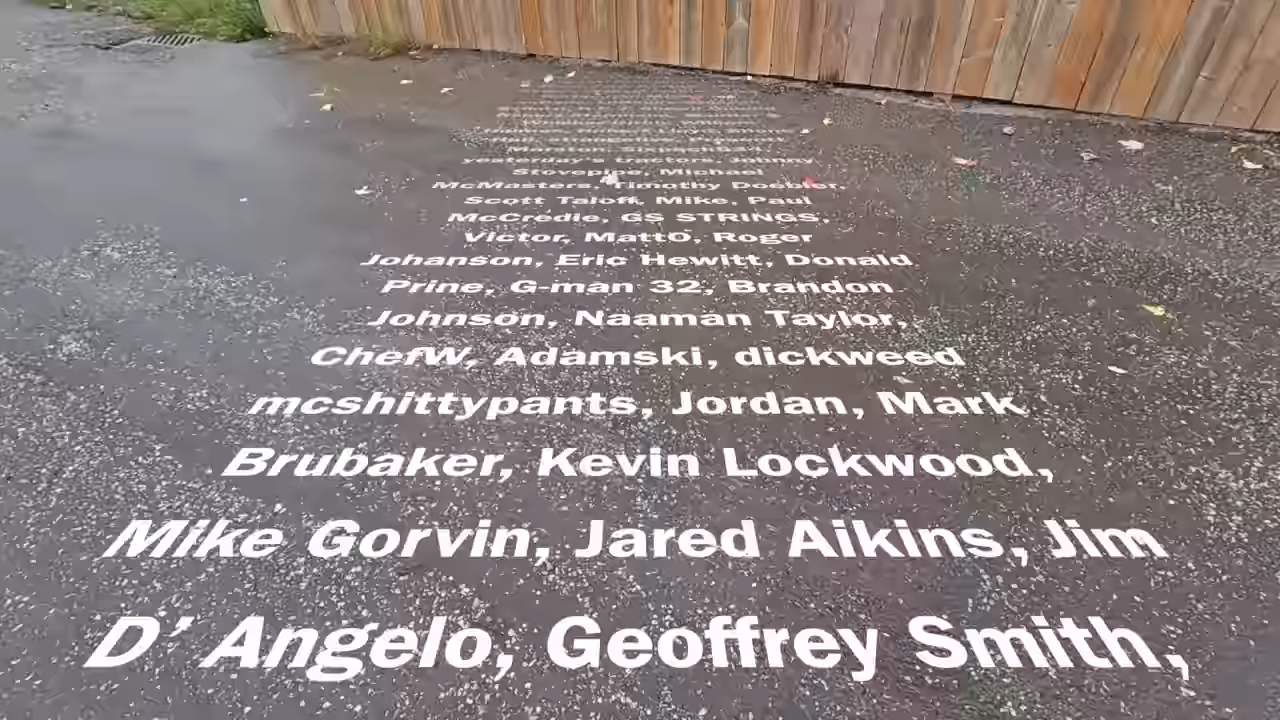 yesterday's tractors, Johnny
Stovepipe, Michael
McMasters, Timothy Doebler,
Scott Taloff, Mike, Paul
McCredie, GS STRINGS,
Victor, MattO, Roger
Johanson, Eric Hewitt, Donald
Prine, G-man 32, Brandon
Johnson, Naaman Taylor,
ChefW, Adamski, dickweed
mcshittypants, Jordan, Mark
Brubaker, Kevin Lockwood,
Mike Gorvin, Jared Aikins, Jim
D’ Angelo, Geoffrey Smith,